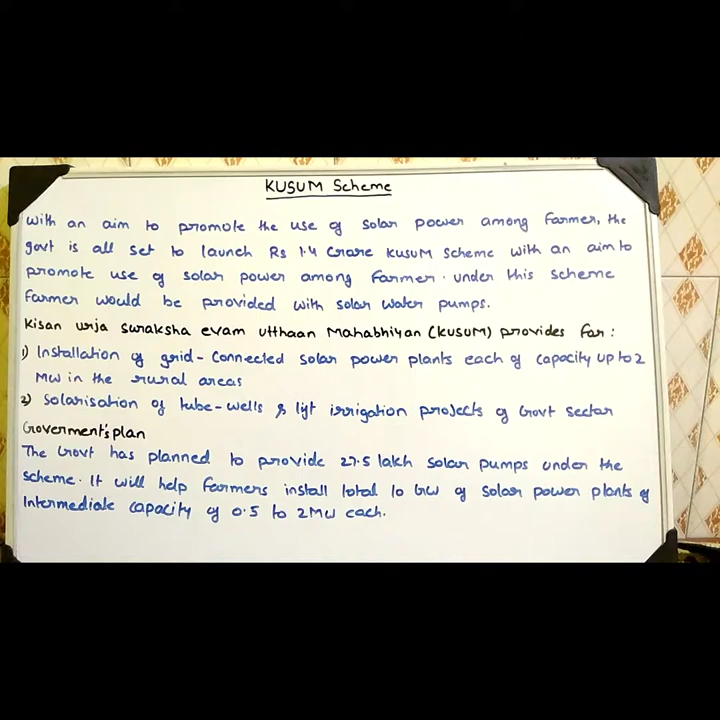 KUSUM Scheme
With an aim to promote the use of solar power among Farmer, the
govt is all set to launch Rs 1.4 Crare KUSUM Scheme with an aim to
promote use of solar power among Farmer. under this scheme
Farmer would be provided with solar water pumps.
Kisan urja Suraksha evam Utthaan Mahabhiyan (KUSUM) provides for:
1) Installation of grid-Connected solar power plants each of capacity up to 2
MW in the rural areas
2) Solarisation of tube-wells & lift irrigation projects of Govt sector
Goverment's plan
The Govt has planned to provide 27.5 lakh Solar pumps under the
Scheme. It will help Farmers install total 10 GW of Solar power plants of
Intermediate capacity of 0.5 to 2MW each.